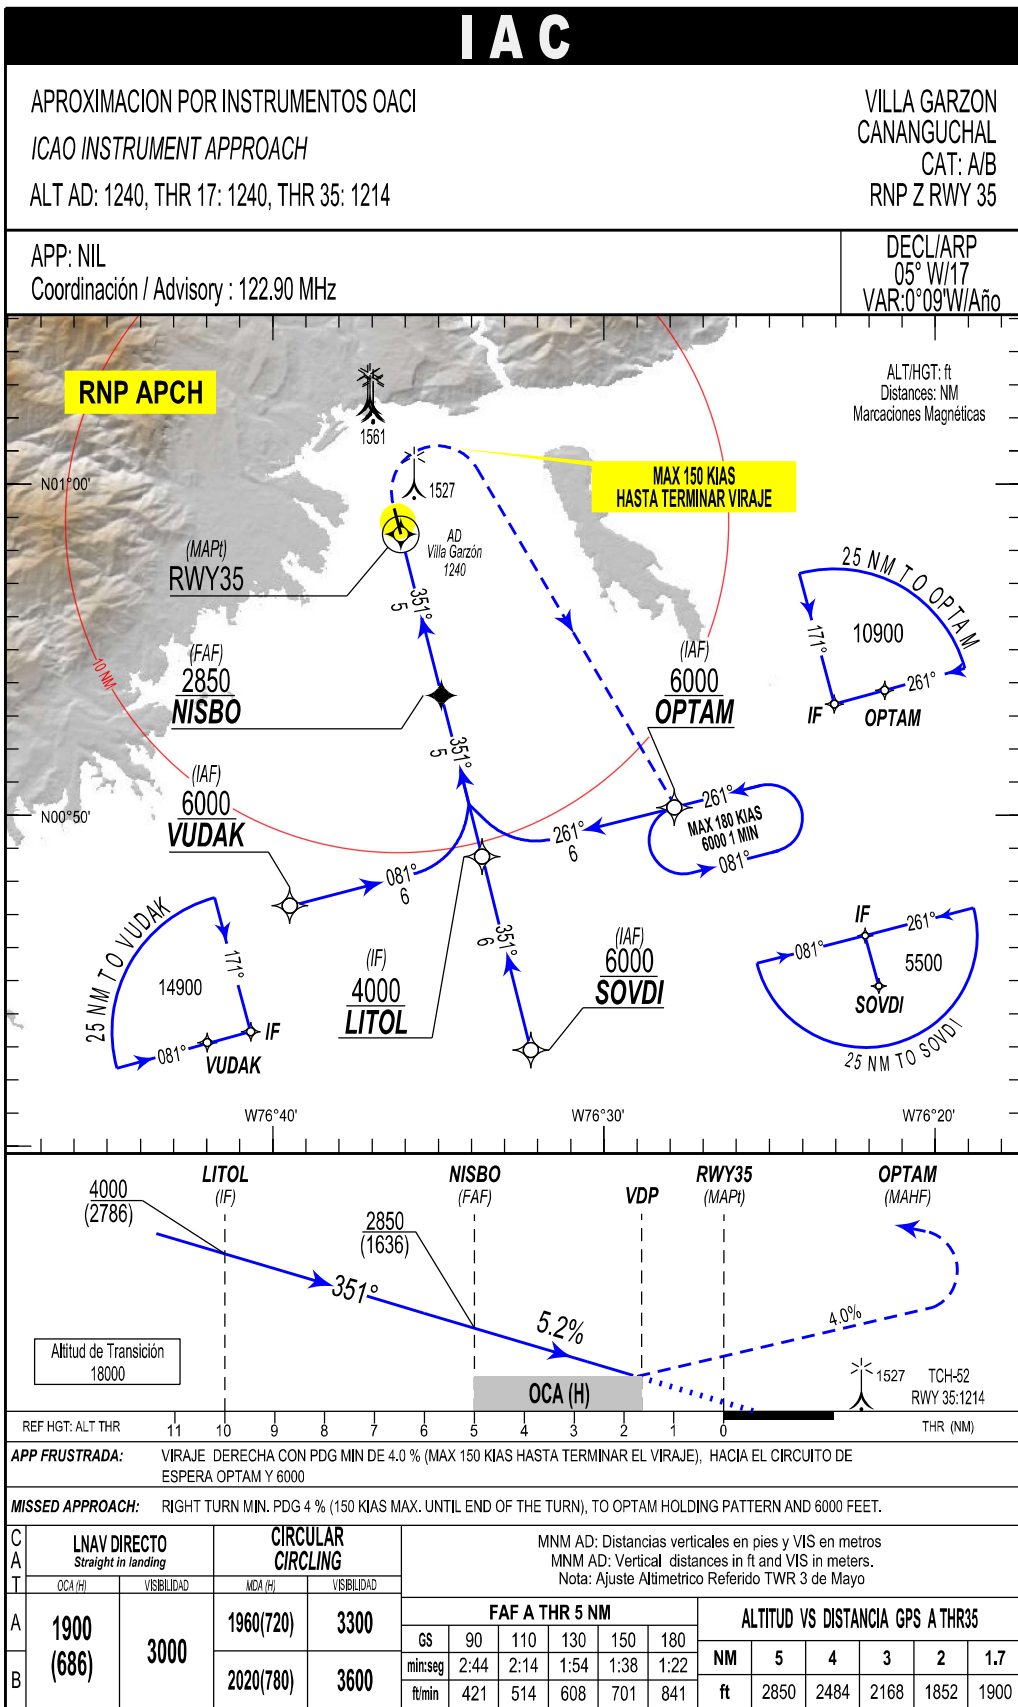 IAC
APROXIMACION POR INSTRUMENTOS OACI
ICAO INSTRUMENT APPROACH
ALT AD: 1240, THR 17: 1240, THR 35: 1214
VILLA GARZON
CANANGUCHAL
CAT: A/B
RNP Z RWY 35
APP: NIL
Coordinación / Advisory : 122.90 MHz
DECL/ARP
05° W/17
VAR:0°09'W/Año
RNP APCH
ALT/HGT: ft
Distances: NM
Marcaciones Magnéticas
1561
1527
MAX 150 KIAS
HASTA TERMINAR VIRAJE
N01°00'
AD
Villa Garzón
1240
(MAPt)
RWY35
351°
5
25 NM TO OPTAM
10900
171°
261°
IF
OPTAM
10 NM
(FAF)
2850
NISBO
(IAF)
6000
OPTAM
351°
5
(IAF)
6000
VUDAK
N00°50'
261°
MAX 180 KIAS
6000 1 MIN
081°
261°
6
081°
6
25 NM TO VUDAK
14900
171°
IF
081°
VUDAK
(IF)
4000
LITOL
351°
6
(IAF)
6000
SOVDI
IF
261°
081°
5500
SOVDI
25 NM TO SOVDI
W76°40'
W76°30'
W76°20'
LITOL
(IF)
NISBO
(FAF)
VDP
RWY35
(MAPt)
OPTAM
(MAHF)
4000
(2786)
2850
(1636)
351°
5.2%
4.0%
Altitud de Transición
18000
OCA (H)
1527
TCH-52
RWY 35:1214
REF HGT: ALT THR
11 10 9 8 7 6 5 4 3 2 1 0
THR (NM)
APP FRUSTRADA: VIRAJE DERECHA CON PDG MIN DE 4.0 % (MAX 150 KIAS HASTA TERMINAR EL VIRAJE), HACIA EL CIRCUITO DE
ESPERA OPTAM Y 6000
MISSED APPROACH: RIGHT TURN MIN. PDG 4 % (150 KIAS MAX. UNTIL END OF THE TURN), TO OPTAM HOLDING PATTERN AND 6000 FEET.
CAT
LNAV DIRECTO
Straight in landing
CIRCULAR
CIRCLING
OCA (H) VISIBILIDAD MDA (H) VISIBILIDAD
A
B
1900
(686)
3000
1960(720) 3300
2020(780) 3600
MNM AD: Distancias verticales en pies y VIS en metros
MNM AD: Vertical distances in ft and VIS in meters.
Nota: Ajuste Altimetrico Referido TWR 3 de Mayo
FAF A THR 5 NM
GS 90 110 130 150 180
min:seg 2:44 2:14 1:54 1:38 1:22
ft/min 421 514 608 701 841
ALTITUD VS DISTANCIA GPS A THR35
NM 5 4 3 2 1.7
ft 2850 2484 2168 1852 1900